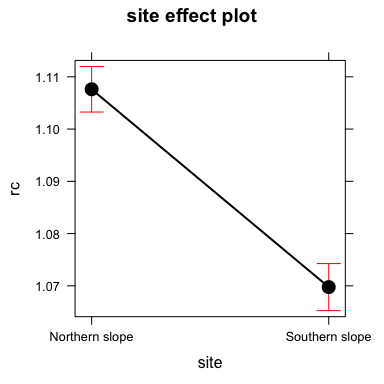 site effect plot
1.11
1.10
1.09
1.08
1.07
rc
Northern slope Southern slope
site